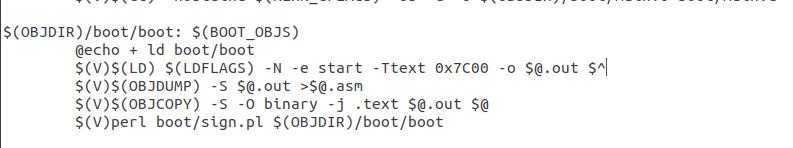 $(OBJDIR)/boot/boot: $(BOOT_OBJS)
@echo + ld boot/boot
$(V)$(LD) $(LDFLAGS) -N -e start -Ttext 0x7C00 -o $@.out $^
$(V)$(OBJDUMP) -S $@.out >$@.asm
$(V)$(OBJCOPY) -S -O binary -j .text $@.out $@
$(V)perl boot/sign.pl $(OBJDIR)/boot/boot